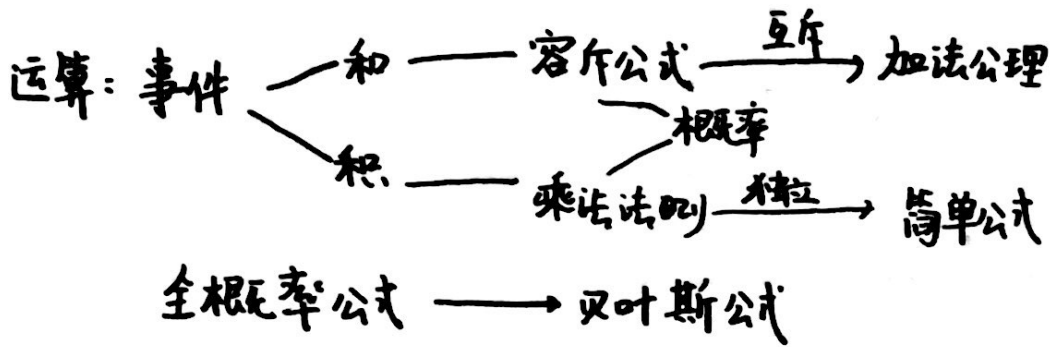 运算：事件
和 容斥公式 互斥 加法公理
概率
积 乘法法则 独立 简单公式
全概率公式 贝叶斯公式